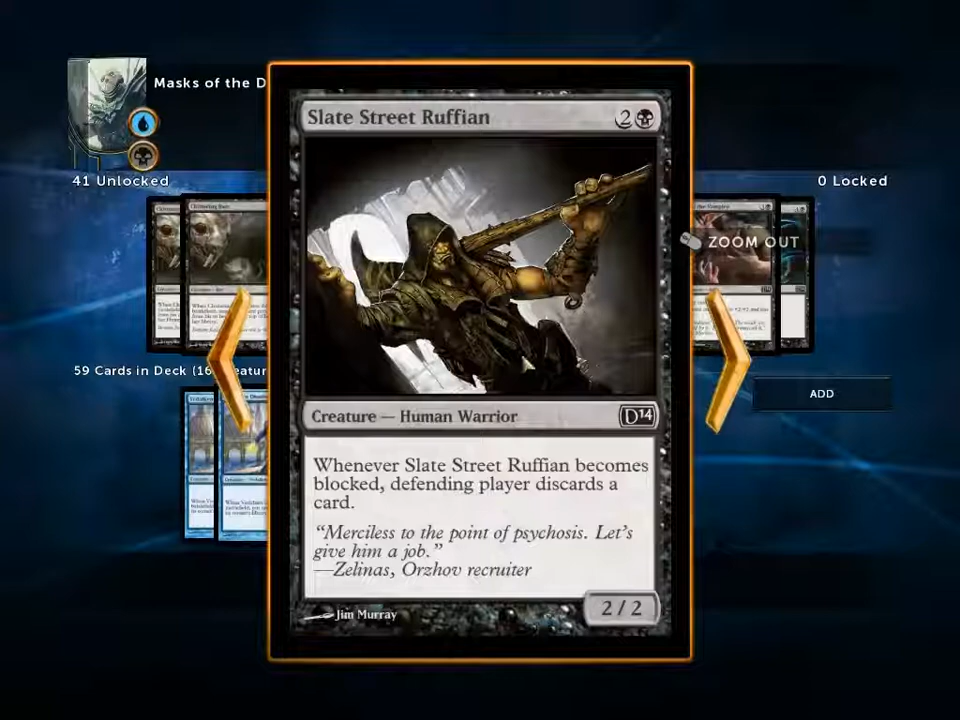 Masks of the D
41 Unlocked
0 Locked
59 Cards in Deck (16
Slate Street Ruffian 2
ZOOM OUT
ADD
Creature — Human Warrior D14
Whenever Slate Street Ruffian becomes
blocked, defending player discards a
card.
“Merciless to the point of psychosis. Let's
give him a job.”
—Zelinas, Orzhov recruiter
Jim Murray
2 / 2